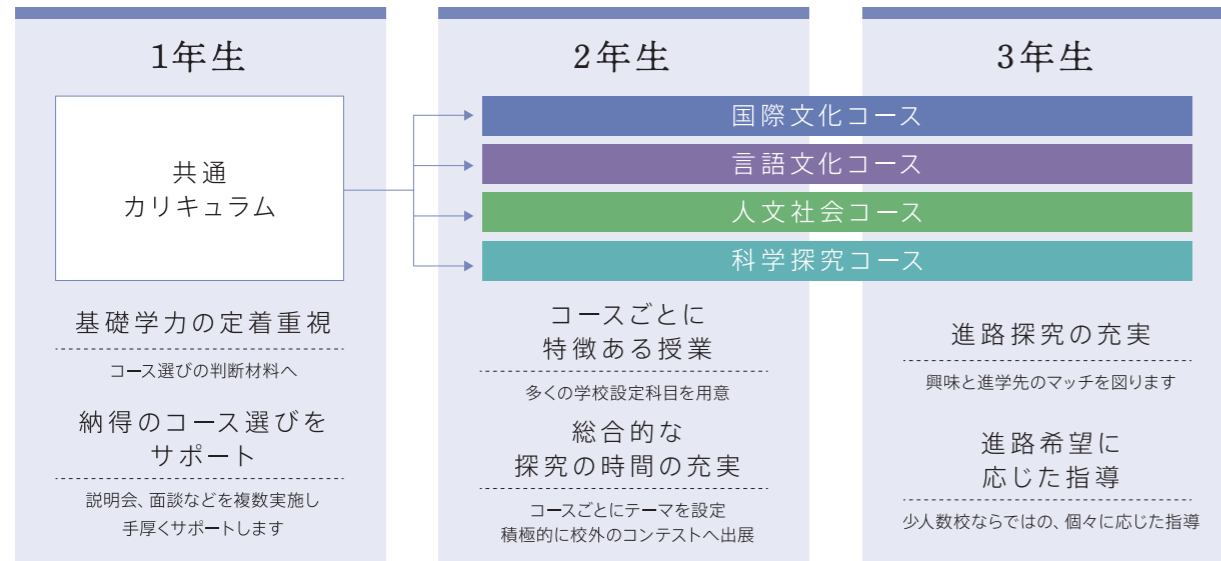 1年生
共通
カリキュラム
基礎学力の定着重視
コース選びの判断材料へ
納得のコース選びを
サポート
説明会、面談などを複数実施し
手厚くサポートします
2年生
3年生
国際文化コース
言語文化コース
人文社会コース
科学探究コース
コースごとに
特徴ある授業
多くの学校設定科目を用意
総合的な
探究の時間の充実
コースごとにテーマを設定
積極的に校外のコンテストへ出展
進路探究の充実
興味と進学先のマッチを図ります
進路希望に
応じた指導
少人数校ならではの、個々に応じた指導